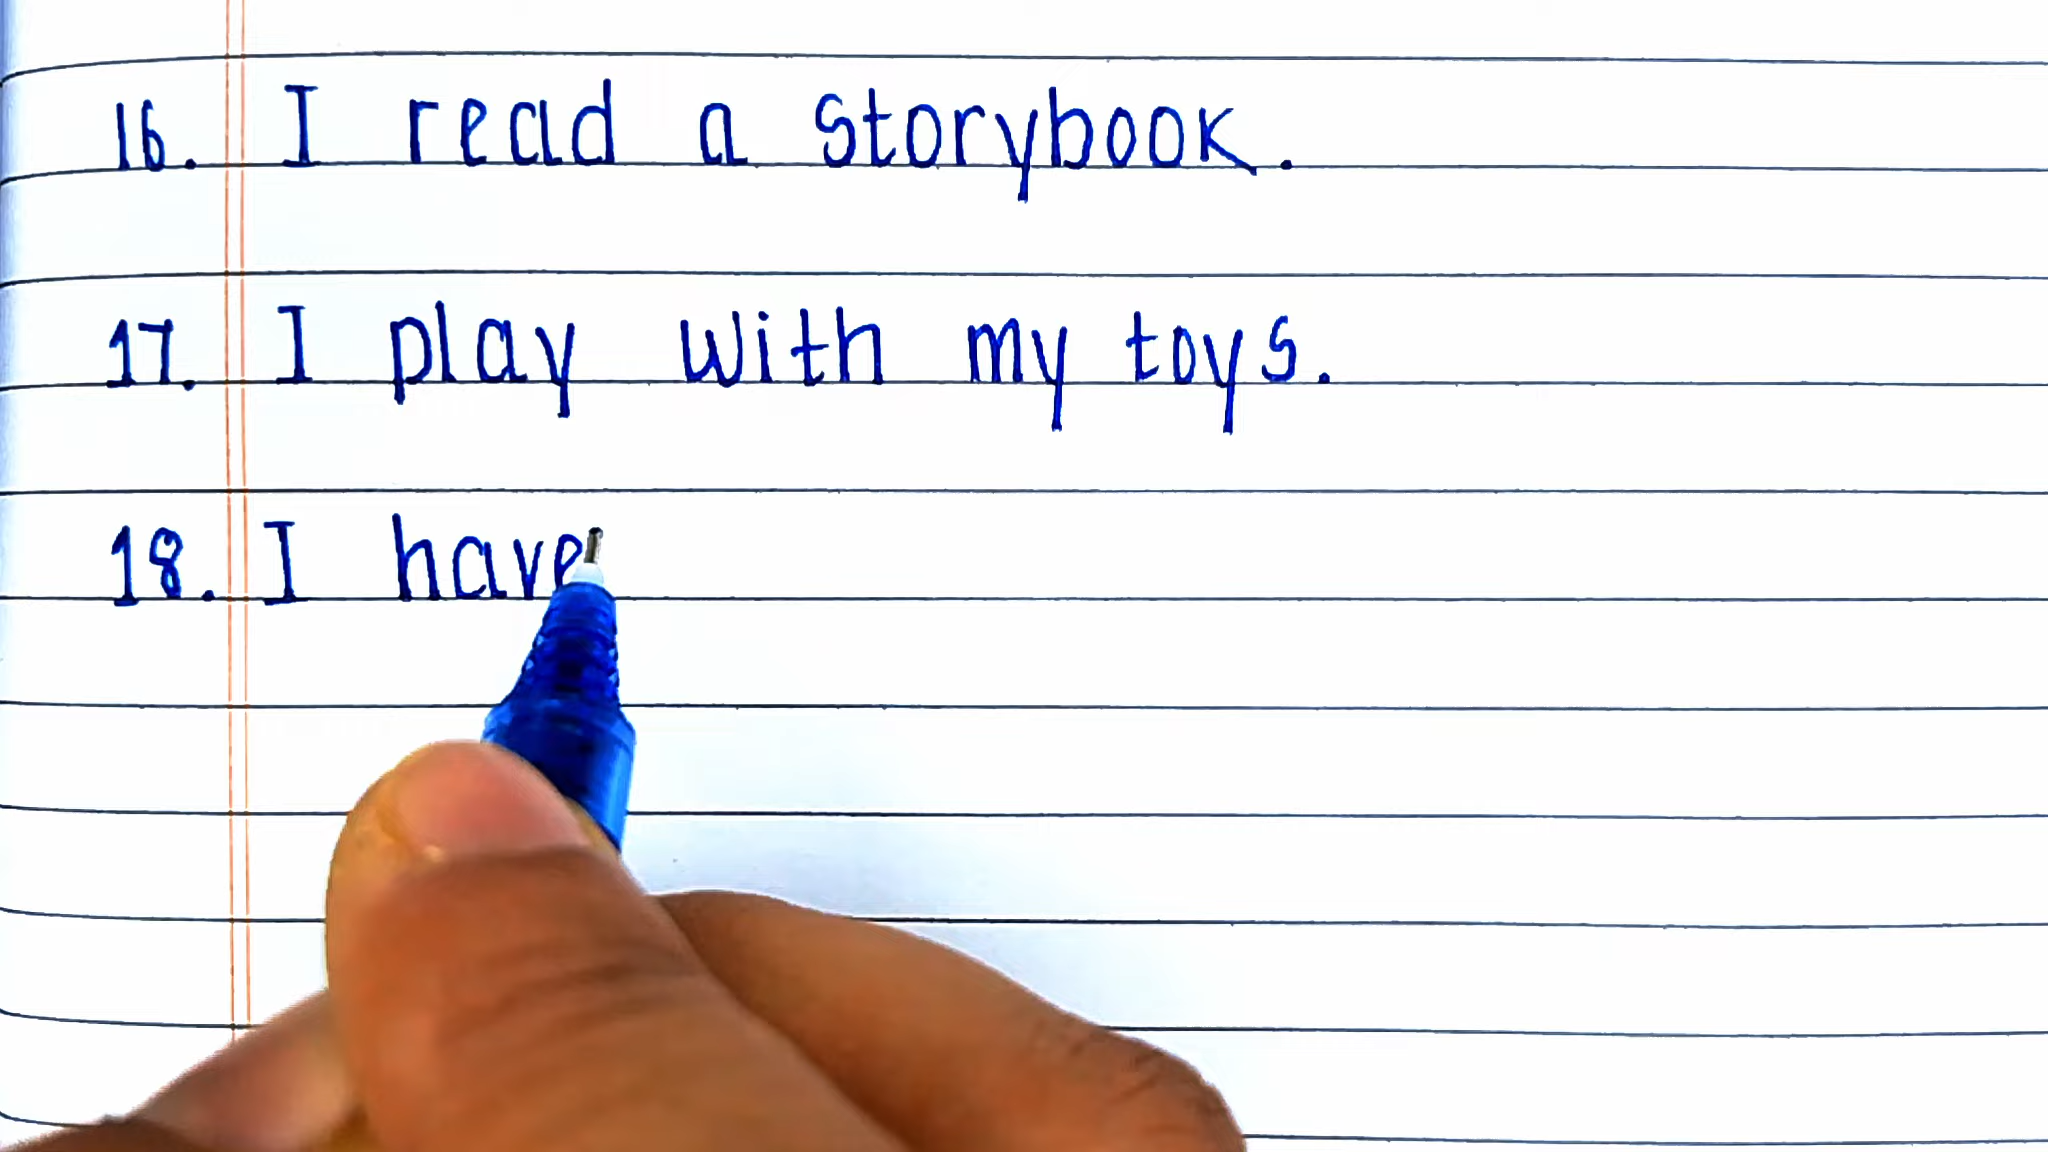 16. I read a storybook.
17. I play with my toys.
18. I have